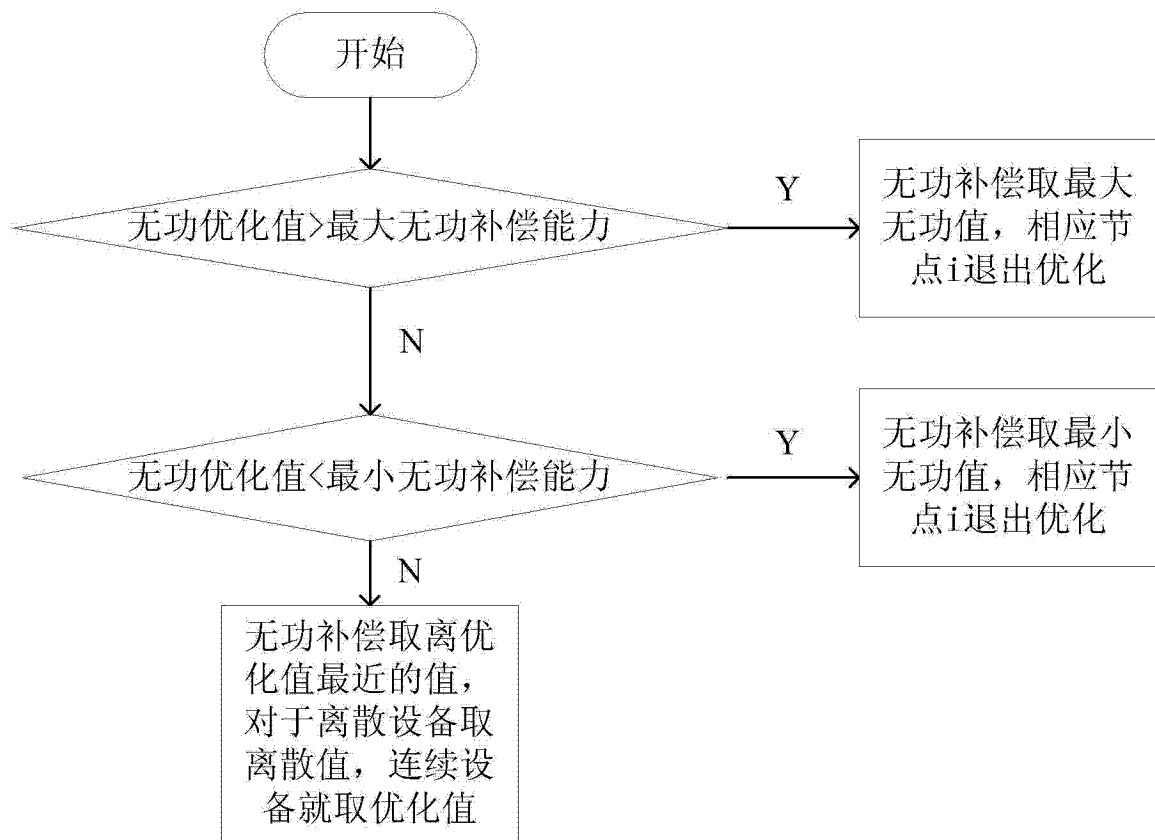 开始
无功优化值>最大无功补偿能力
Y
无功补偿取最大
无功值，相应节
点i退出优化
N
无功优化值<最小无功补偿能力
Y
无功补偿取最小
无功值，相应节
点i退出优化
N
无功补偿取离优
化值最近的值，
对于离散设备取
离散值，连续设
备就取优化值